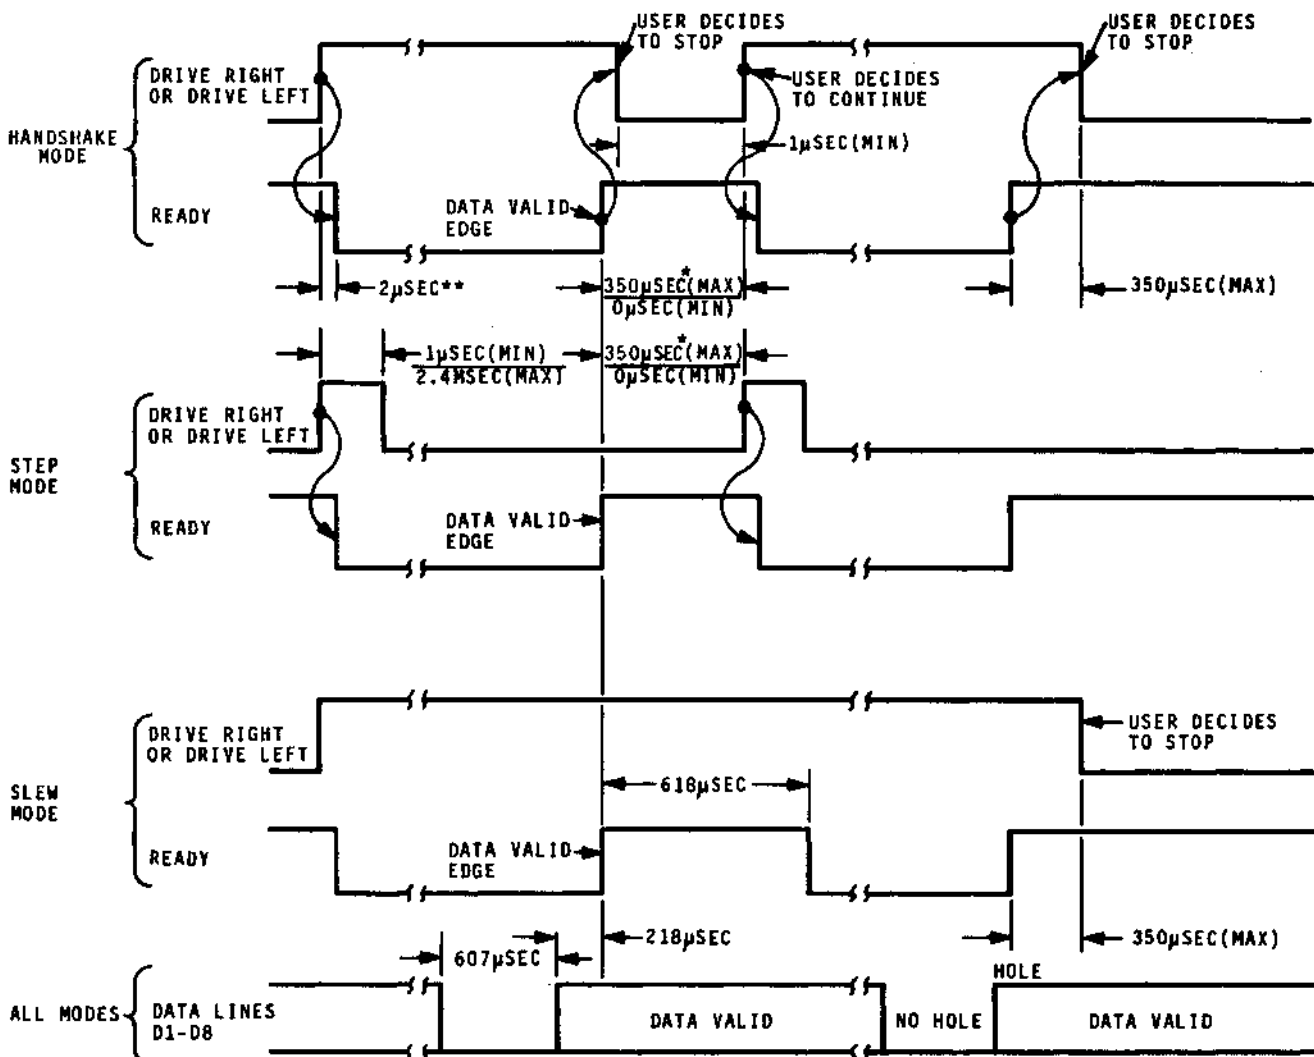 USER DECIDES
TO STOP
USER DECIDES
TO STOP
HANDSHAKE
MODE
DRIVE RIGHT
OR DRIVE LEFT
USER DECIDES
TO CONTINUE
1µSEC(MIN)
READY
DATA VALID
EDGE
2µSEC**
350µSEC*(MAX)
0µSEC(MIN)
350µSEC(MAX)
1µSEC(MIN)
2.4MSEC(MAX)
350µSEC*(MAX)
0µSEC(MIN)
STEP
MODE
DRIVE RIGHT
OR DRIVE LEFT
READY
DATA VALID
EDGE
SLEW
MODE
DRIVE RIGHT
OR DRIVE LEFT
USER DECIDES
TO STOP
618µSEC
READY
DATA VALID
EDGE
607µSEC
218µSEC
350µSEC(MAX)
ALL MODES
DATA LINES
D1-D8
DATA VALID
NO HOLE
HOLE
DATA VALID